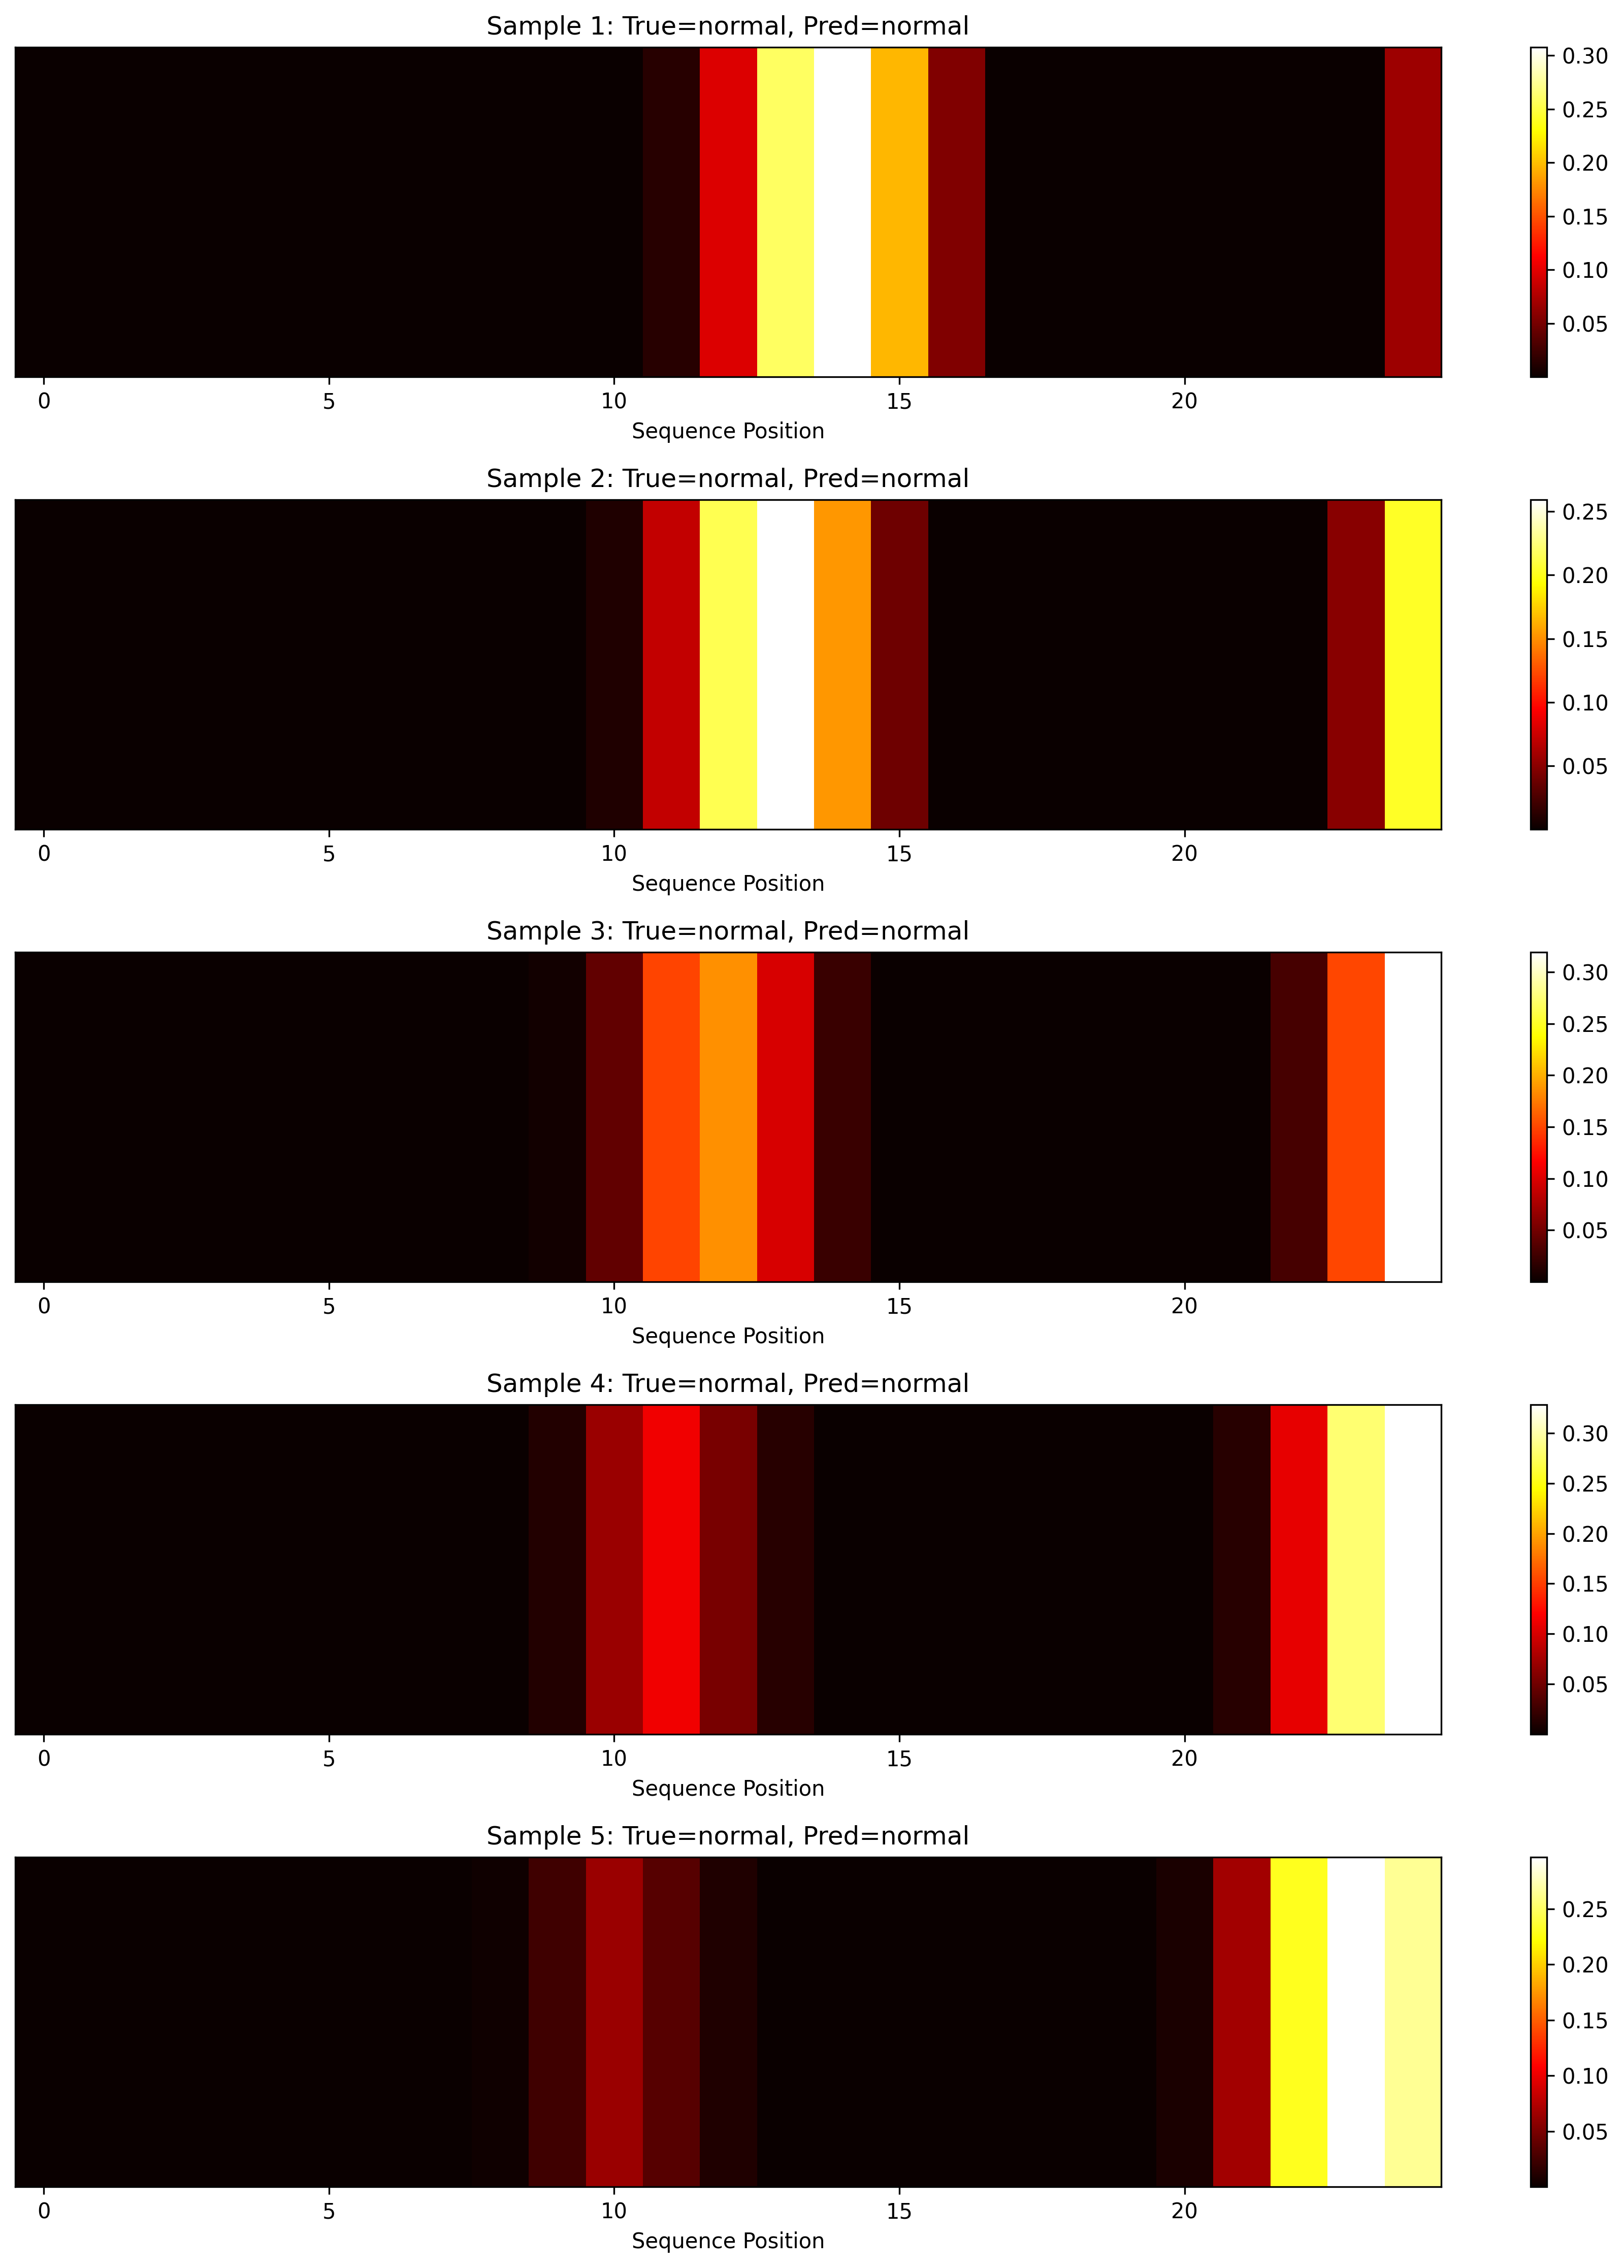 Sample 1: True=normal, Pred=normal
0.30
0.25
0.20
0.15
0.10
0.05
0 5 10 15 20
Sequence Position
Sample 2: True=normal, Pred=normal
0.25
0.20
0.15
0.10
0.05
0 5 10 15 20
Sequence Position
Sample 3: True=normal, Pred=normal
0.30
0.25
0.20
0.15
0.10
0.05
0 5 10 15 20
Sequence Position
Sample 4: True=normal, Pred=normal
0.30
0.25
0.20
0.15
0.10
0.05
0 5 10 15 20
Sequence Position
Sample 5: True=normal, Pred=normal
0.25
0.20
0.15
0.10
0.05
0 5 10 15 20
Sequence Position